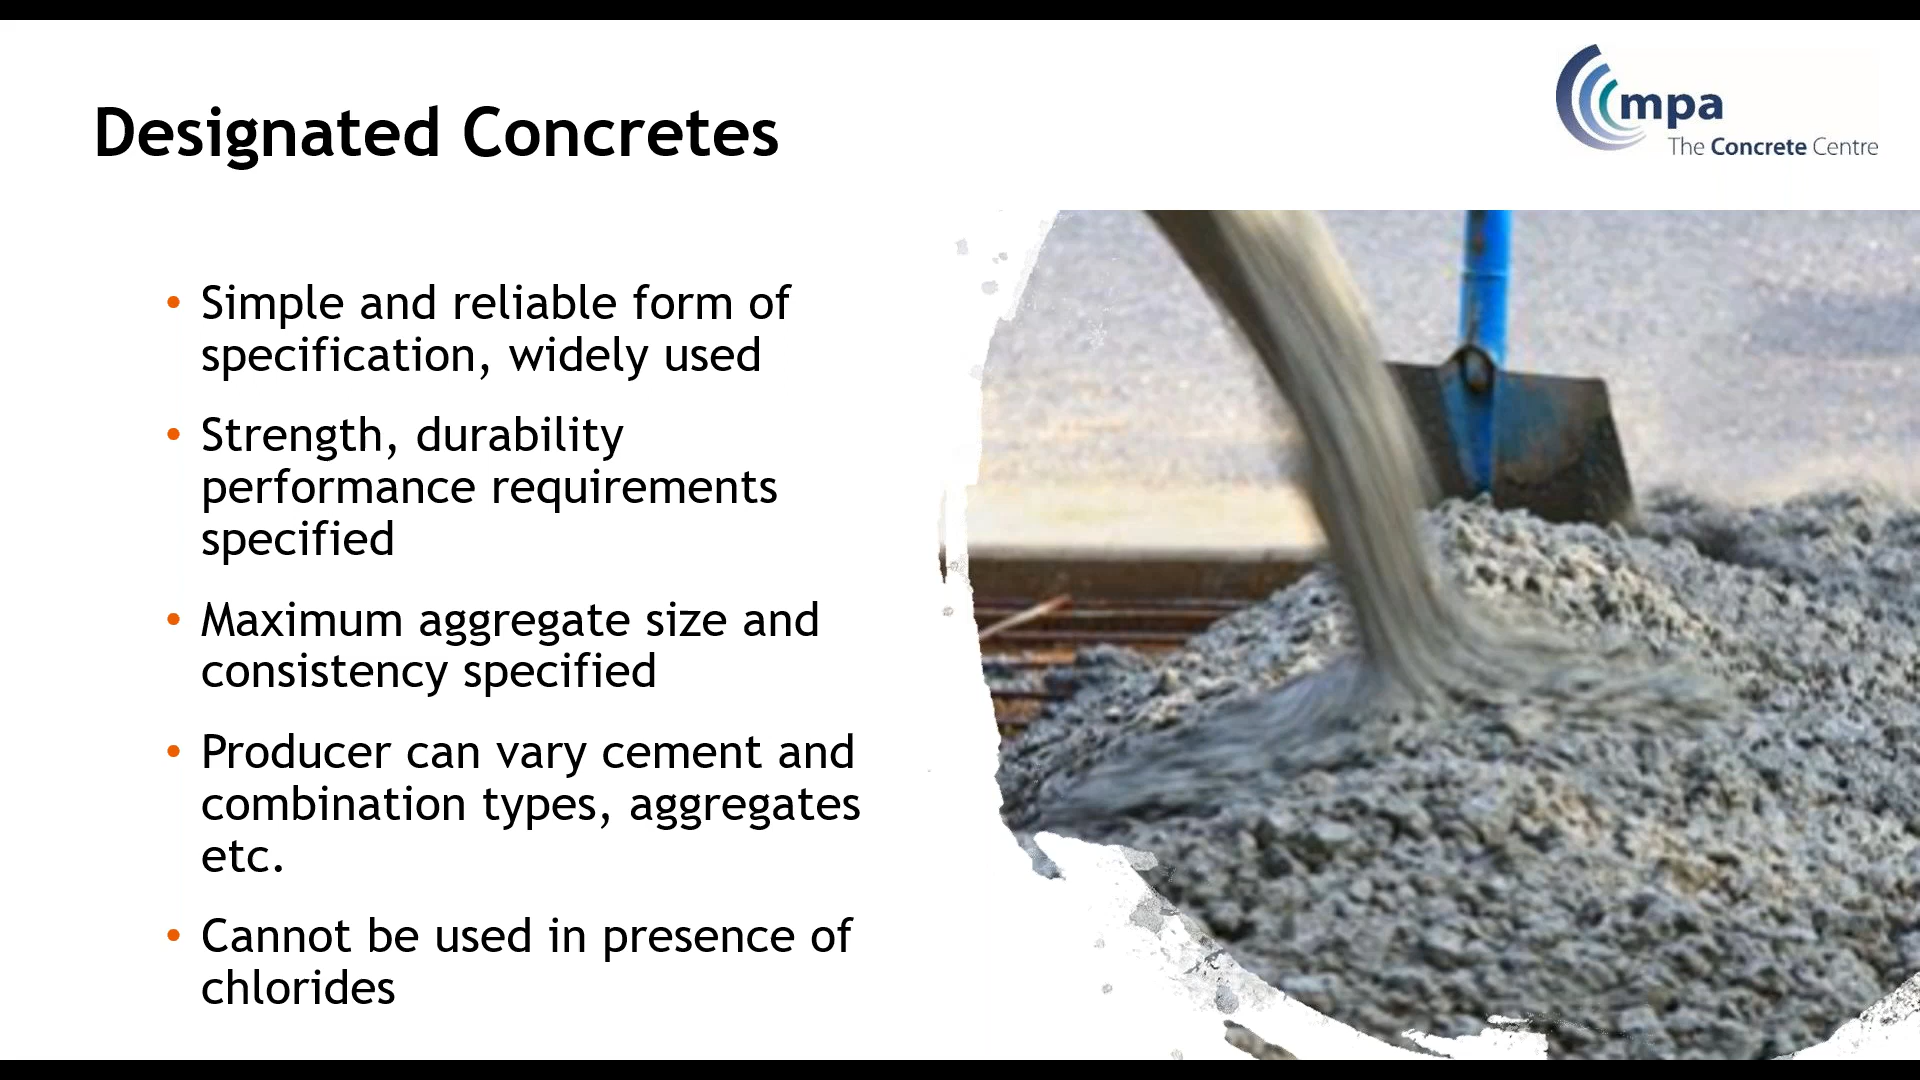 mpa
The Concrete Centre
Designated Concretes
• Simple and reliable form of
specification, widely used
• Strength, durability
performance requirements
specified
• Maximum aggregate size and
consistency specified
• Producer can vary cement and
combination types, aggregates
etc.
• Cannot be used in presence of
chlorides